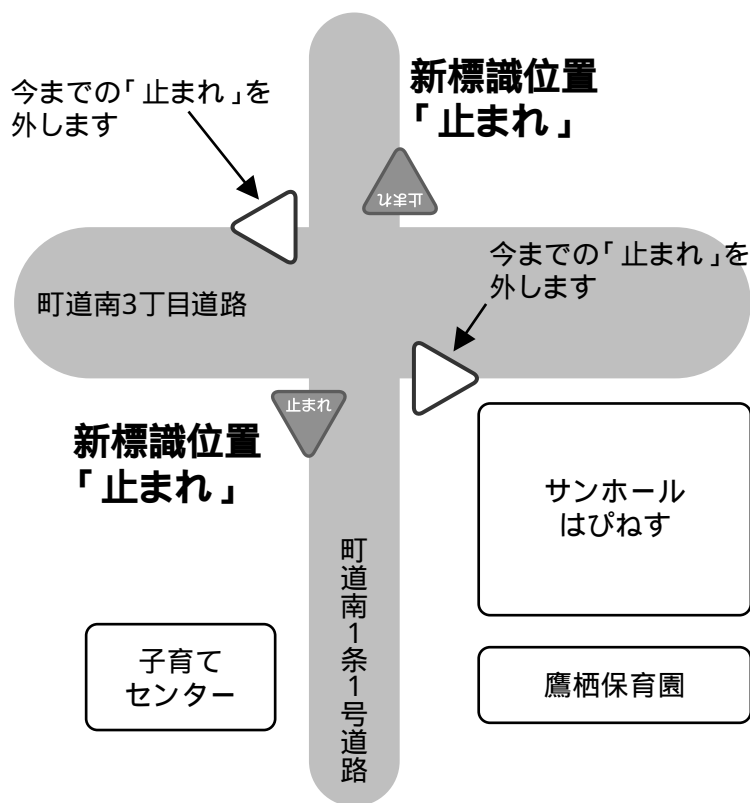 今までの「止まれ」を
外します
新標識位置
「止まれ」
止まれ
今までの「止まれ」を
外します
町道南3丁目道路
止まれ
新標識位置
「止まれ」
サンホール
はぴねす
町道南1条1号道路
子育て
センター
鷹栖保育園